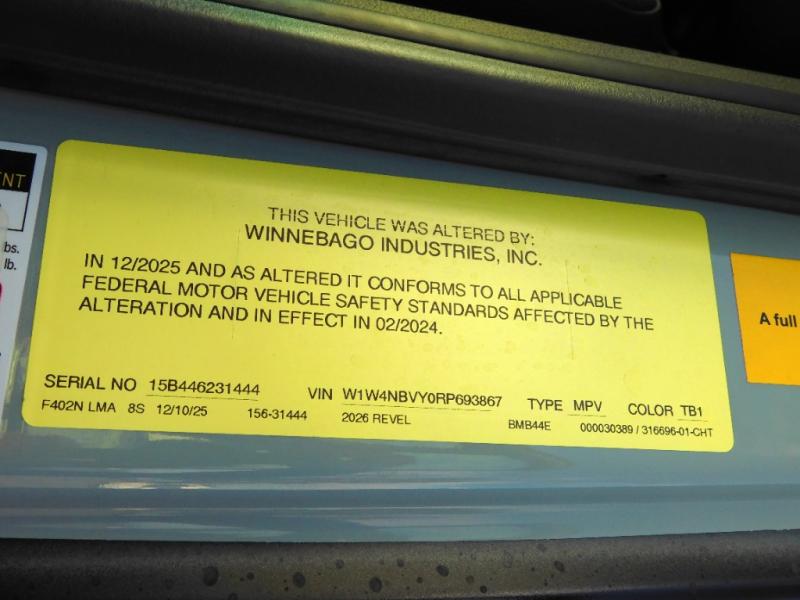 NT
bs.
lb.
THIS VEHICLE WAS ALTERED BY:
WINNEBAGO INDUSTRIES, INC.
IN 12/2025 AND AS ALTERED IT CONFORMS TO ALL APPLICABLE
FEDERAL MOTOR VEHICLE SAFETY STANDARDS AFFECTED BY THE
ALTERATION AND IN EFFECT IN 02/2024.
SERIAL NO 15B446231444 VIN W1W4NBVY0RP693867 TYPE MPV COLOR TB1
F402N LMA 8S 12/10/25 156-31444 2026 REVEL BMB44E 000030389 / 316696-01-CHT
A full